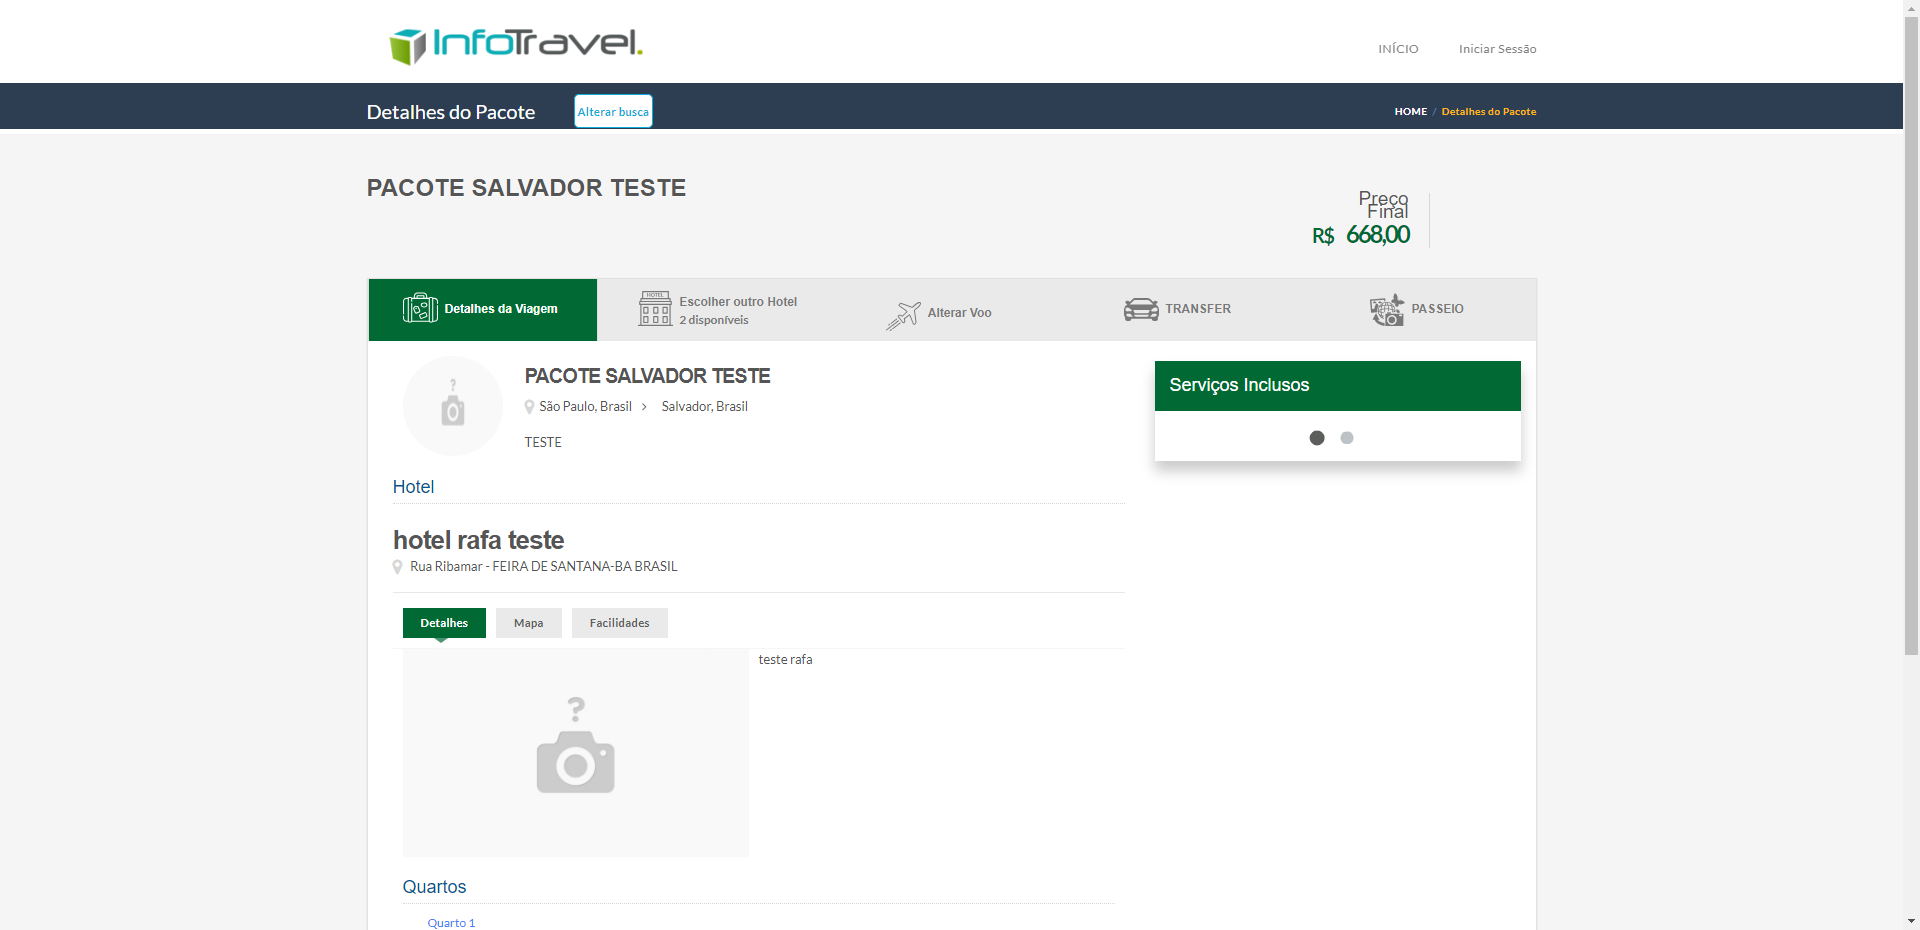 InfoTravel.
INÍCIO
Iniciar Sessão
Detalhes do Pacote
Alterar busca
HOME / Detalhes do Pacote
PACOTE SALVADOR TESTE
Preço
Final
R$ 668,00
Detalhes da Viagem
HOTEL
Escolher outro Hotel
2 disponíveis
Alterar Voo
TRANSFER
PASSEIO
?
PACOTE SALVADOR TESTE
São Paulo, Brasil > Salvador, Brasil
TESTE
Serviços Inclusos
Hotel
hotel rafa teste
Rua Ribamar - FEIRA DE SANTANA-BA BRASIL
Detalhes
Mapa
Facilidades
?
teste rafa
Quartos
Quarto 1